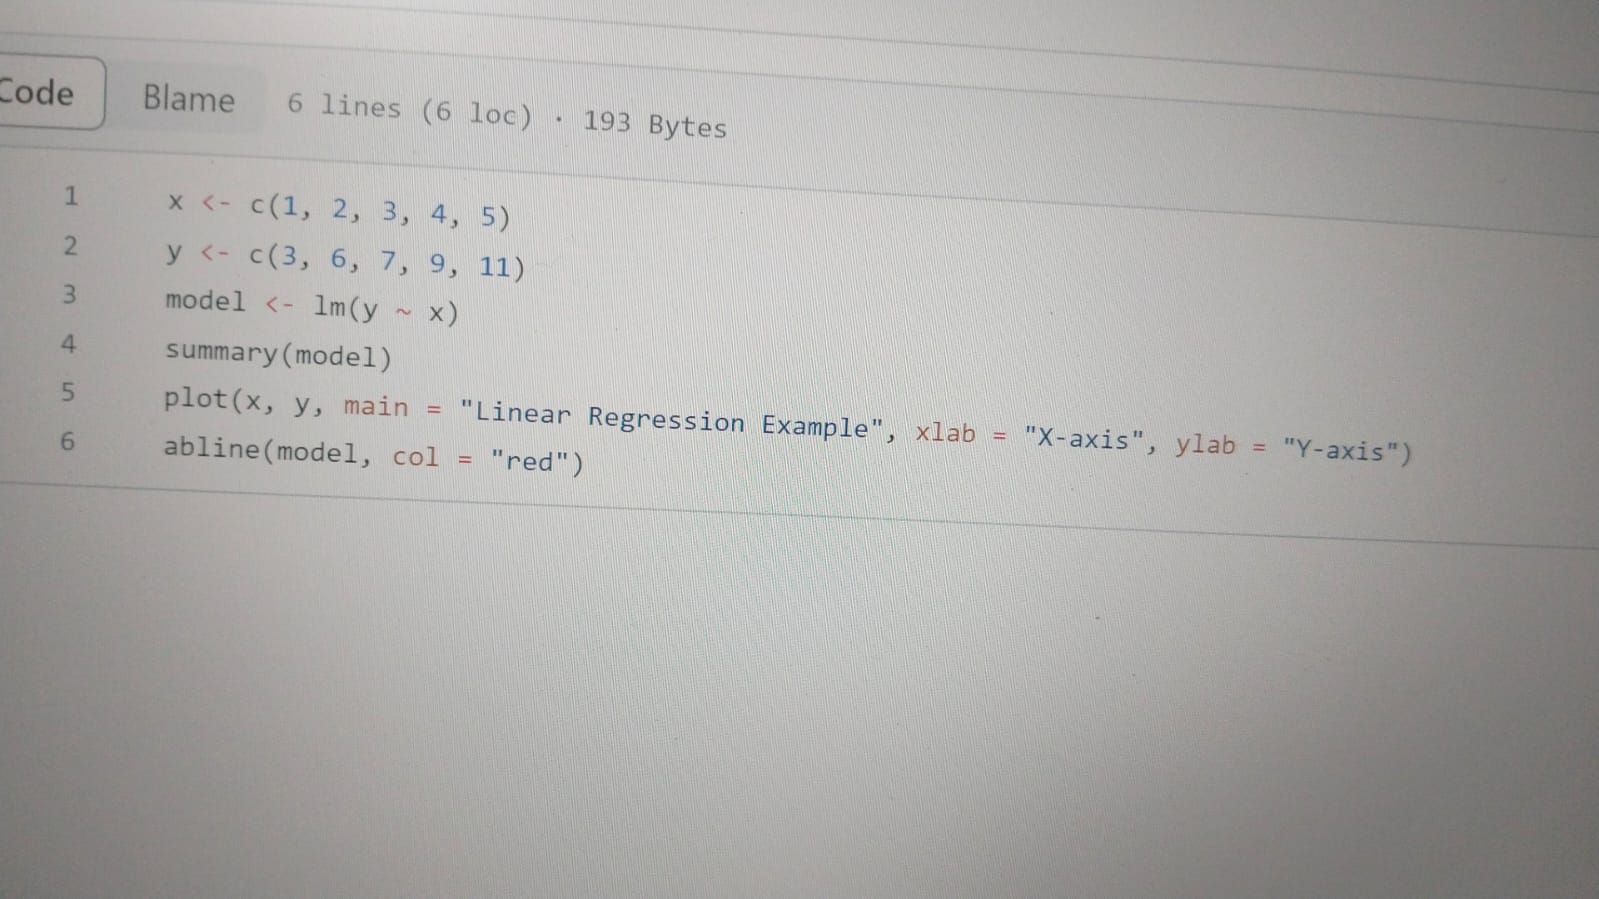 Code Blame 6 lines (6 loc) · 193 Bytes
1 x <- c(1, 2, 3, 4, 5)
2 y <- c(3, 6, 7, 9, 11)
3 model <- lm(y ~ x)
4 summary(model)
5 plot(x, y, main = "Linear Regression Example", xlab = "X-axis", ylab = "Y-axis")
6 abline(model, col = "red")